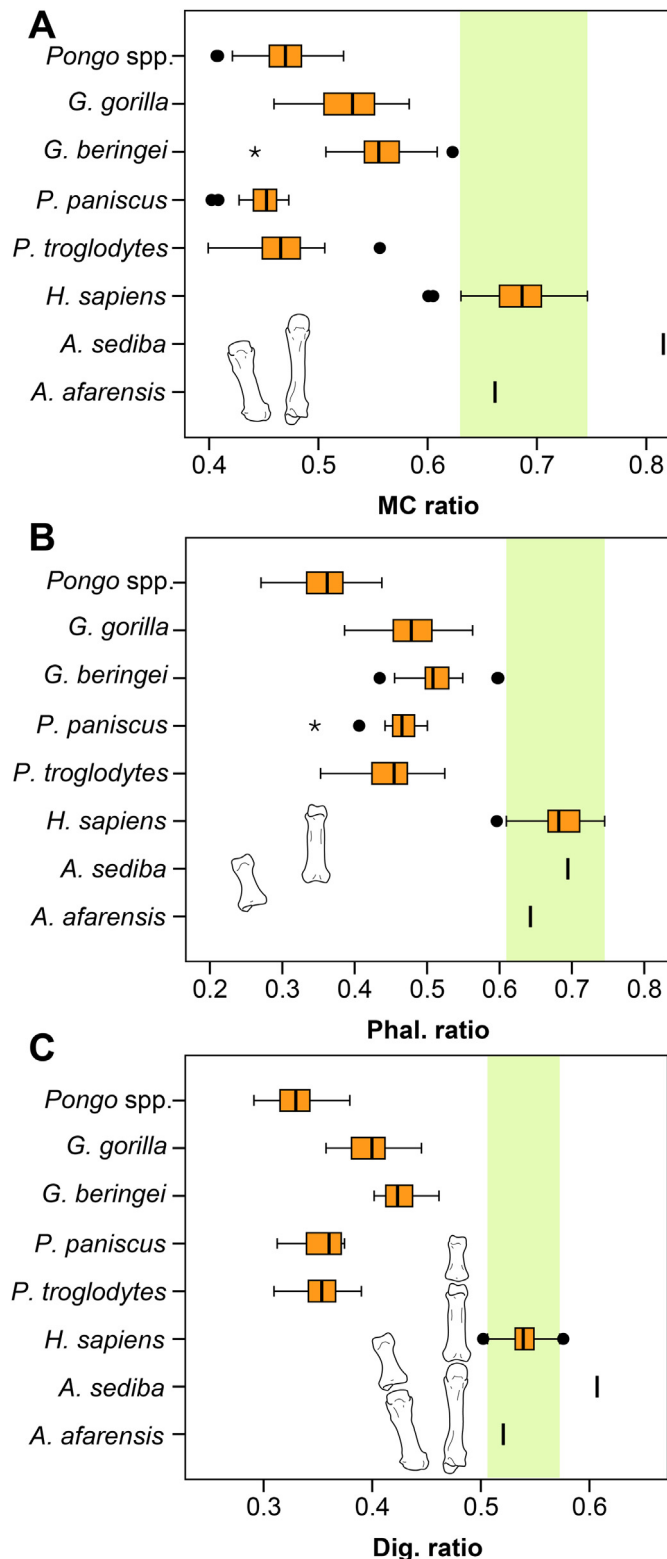 A
Pongo spp.
G. gorilla
G. beringei
P. paniscus
P. troglodytes
H. sapiens
A. sediba
A. afarensis
0.4 0.5 0.6 0.7 0.8
MC ratio
B
Pongo spp.
G. gorilla
G. beringei
P. paniscus
P. troglodytes
H. sapiens
A. sediba
A. afarensis
0.2 0.3 0.4 0.5 0.6 0.7 0.8
Phal. ratio
C
Pongo spp.
G. gorilla
G. beringei
P. paniscus
P. troglodytes
H. sapiens
A. sediba
A. afarensis
0.3 0.4 0.5 0.6
Dig. ratio